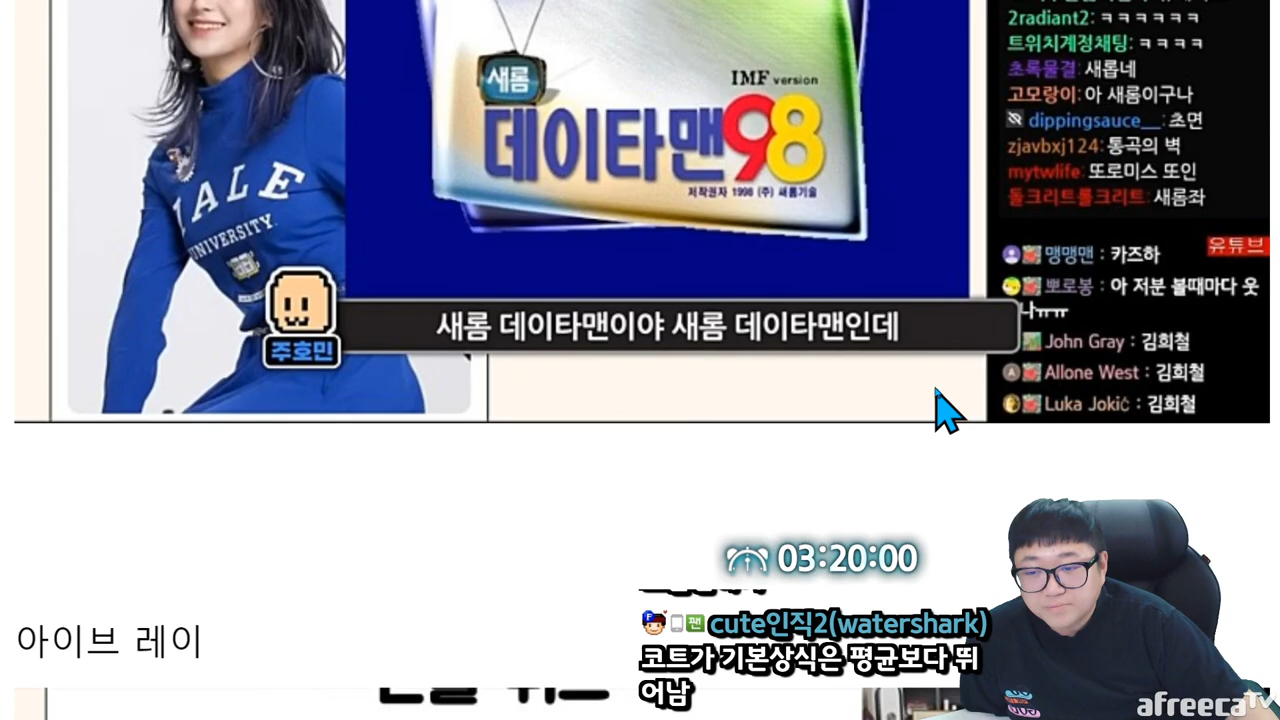 YALE
UNIVERSITY.
새롬
IMF version
데이타맨98
저작권자 1998 (주) 새롬기술
주호민
새롬 데이타맨이야 새롬 데이타맨인데
2radiant2: ㅋㅋㅋㅋㅋㅋ
트위치계정채팅: ㅋㅋㅋㅋ
초록물결: 새롭네
고모랑이: 아 새롬이구나
dippingsauce__: 초면
zjavbxj124: 통곡의 벽
mytwlife: 또로미스 또인
돌크리트롤크리트: 새롬좌
유튜브
맹맹맨 : 카즈하
뽀로봉 : 아 저분 볼때마다 웃
나ㅠㅠ
John Gray : 김희철
Allone West : 김희철
Luka Jokić : 김희철
03:20:00
팬 cute인직2(watershark)
코트가 기본상식은 평균보다 뛰
어남
아이브 레이
afreecaTV